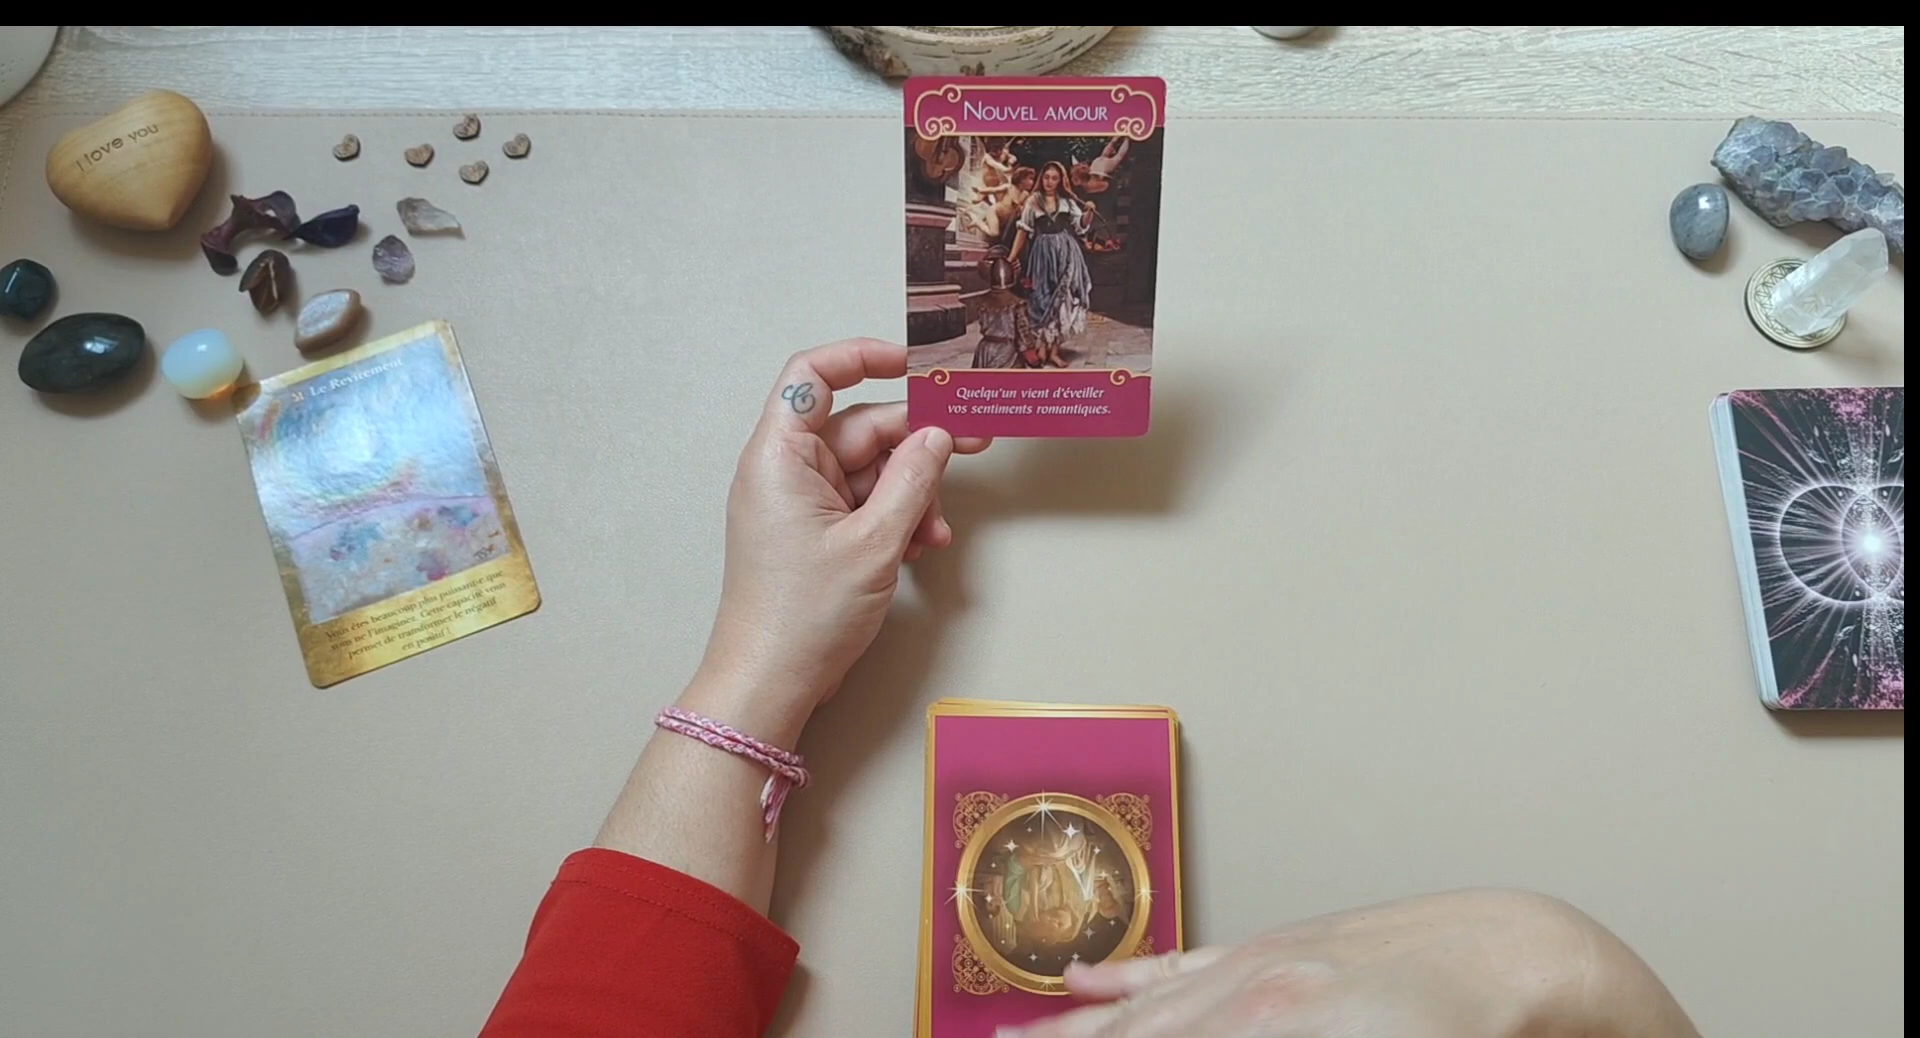 I love you
NOUVEL AMOUR
Quelqu'un vient d'éveiller
vos sentiments romantiques.
Le Revirement
Vous êtes beaucoup plus puissant·e que
vous ne l'imaginez. Cette capacité vous
permet de transformer le négatif
en positif !